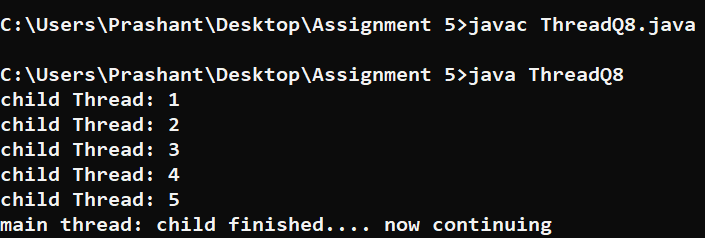 C:\Users\Prashant\Desktop\Assignment 5>javac ThreadQ8.java
C:\Users\Prashant\Desktop\Assignment 5>java ThreadQ8
child Thread: 1
child Thread: 2
child Thread: 3
child Thread: 4
child Thread: 5
main thread: child finished.... now continuing